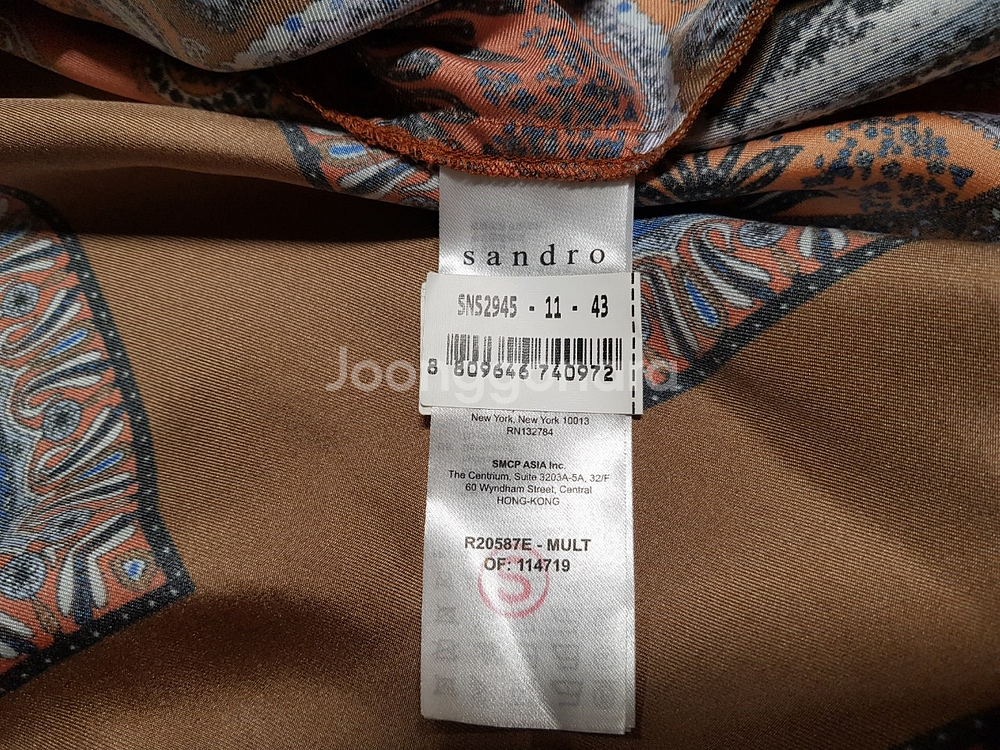 sandro
SNS2945 - 11 - 43
8 809646 740972
Joonggonara
New York, New York 10013
RN132784
SMCP ASIA Inc.
The Centrium, Suite 3203A-5A, 32/F
60 Wyndham Street, Central
HONG-KONG
R20587E - MULT
OF: 114719
S